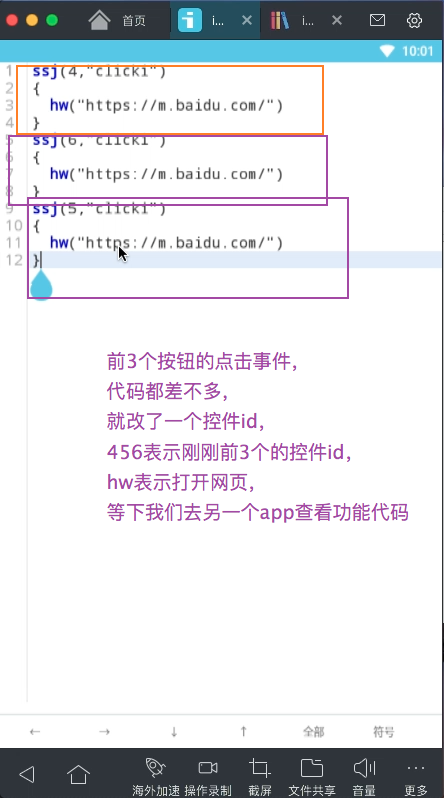 首页
i...
i...
10:01
1 ssj(4,"clicki")
2 {
3 hw("https://m.baidu.com/")
4 }
5 ssj(6,"clicki")
6 {
7 hw("https://m.baidu.com/")
8 }
9 ssj(5,"clicki")
10 {
11 hw("https://m.baidu.com/")
12 }
前3个按钮的点击事件,
代码都差不多,
就改了一个控件id,
456表示刚刚前3个的控件id,
hw表示打开网页,
等下我们去另一个app查看功能代码
← → ↓ ↑ 全部 符号
海外加速 操作录制 截屏 文件共享 音量 更多